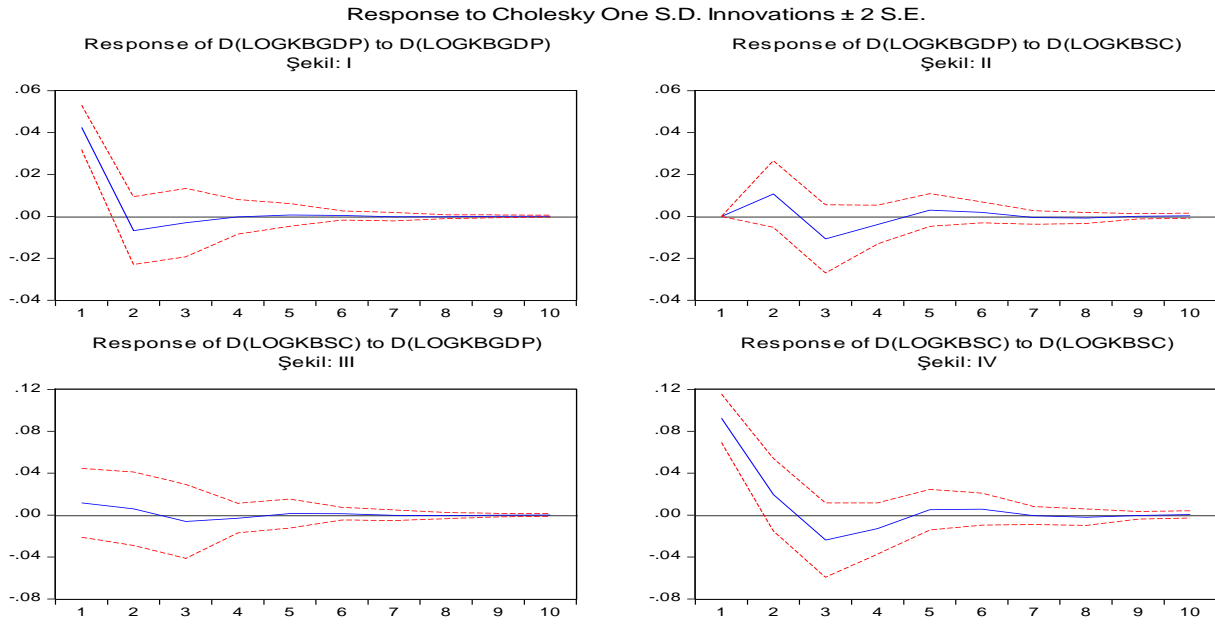 Response to Cholesky One S.D. Innovations ± 2 S.E.
Response of D(LOGKBGDP) to D(LOGKBGDP)
Şekil: I
.06
.04
.02
.00
-.02
-.04
1 2 3 4 5 6 7 8 9 10
Response of D(LOGKBGDP) to D(LOGKBSC)
Şekil: II
.06
.04
.02
.00
-.02
-.04
1 2 3 4 5 6 7 8 9 10
Response of D(LOGKBSC) to D(LOGKBGDP)
Şekil: III
.12
.08
.04
.00
-.04
-.08
1 2 3 4 5 6 7 8 9 10
Response of D(LOGKBSC) to D(LOGKBSC)
Şekil: IV
.12
.08
.04
.00
-.04
-.08
1 2 3 4 5 6 7 8 9 10